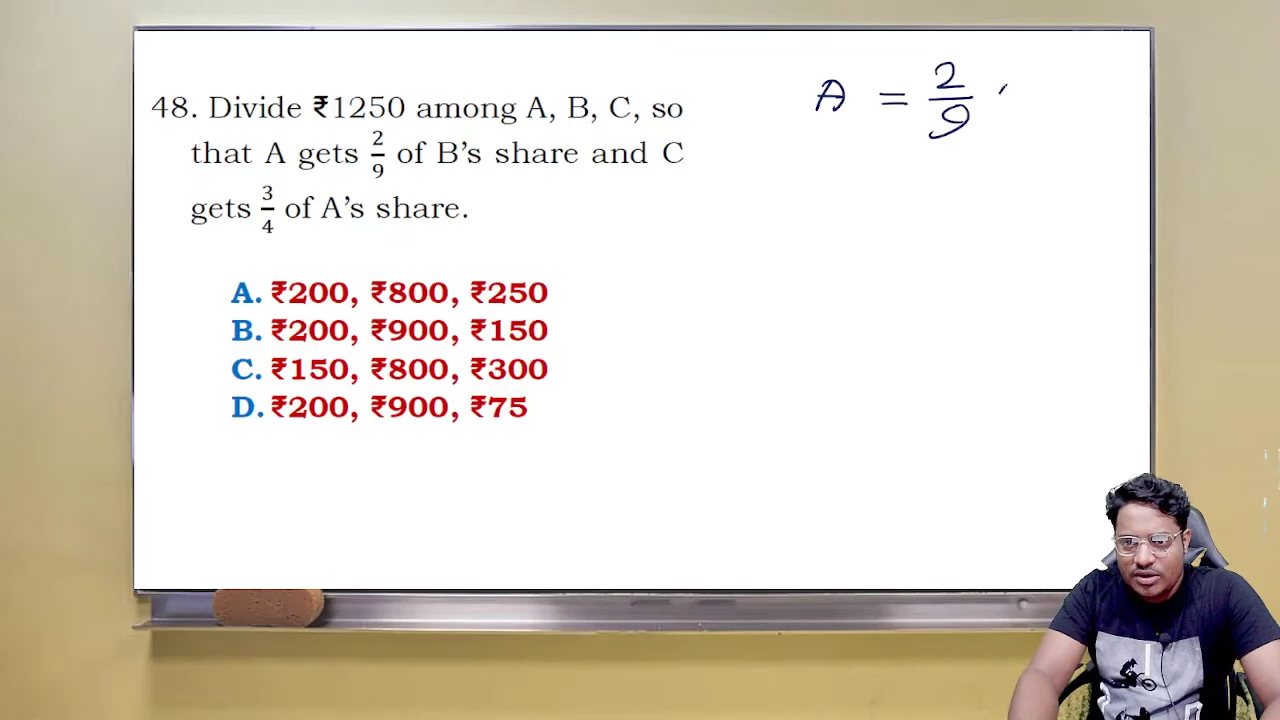 48. Divide ₹1250 among A, B, C, so
that A gets 2/9 of B's share and C
gets 3/4 of A's share.
A. ₹200, ₹800, ₹250
B. ₹200, ₹900, ₹150
C. ₹150, ₹800, ₹300
D. ₹200, ₹900, ₹75
A = 2/9